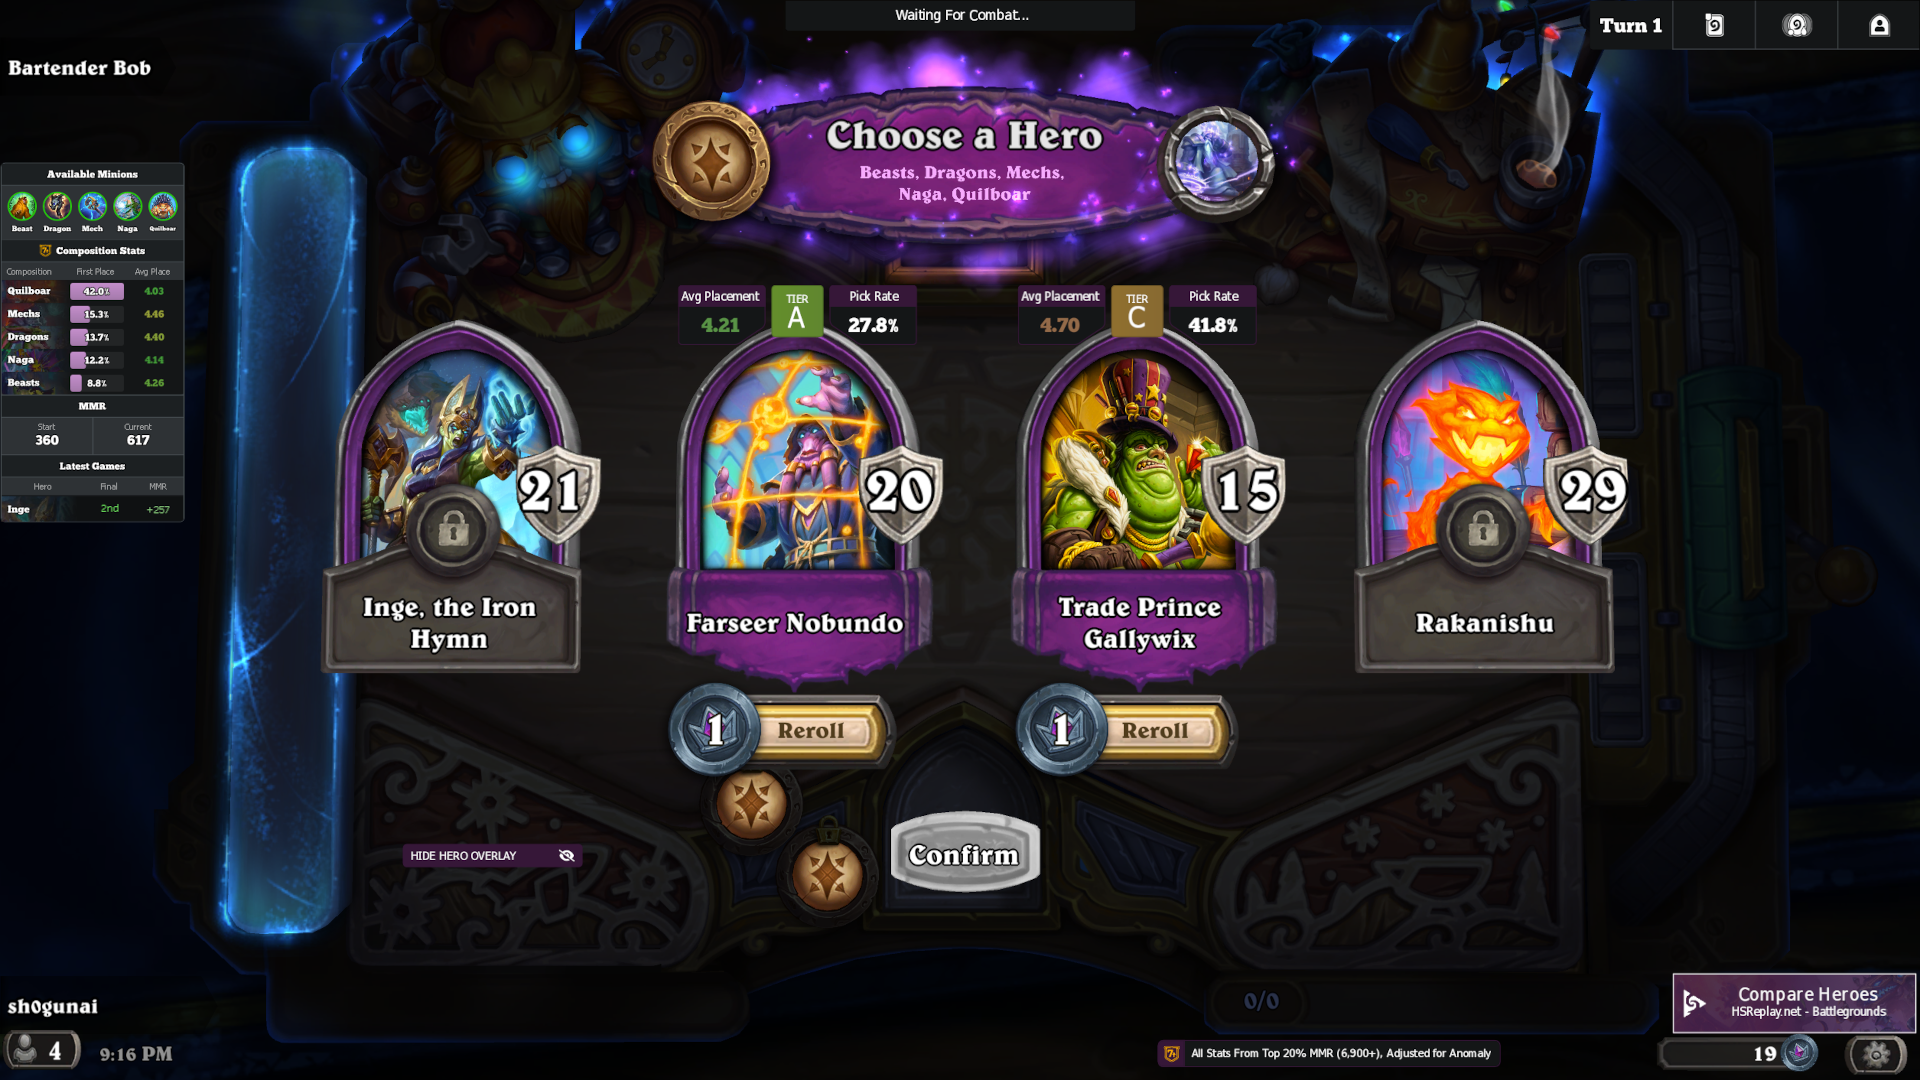 Waiting For Combat...
Turn 1
Bartender Bob
Choose a Hero
Beasts, Dragons, Mechs,
Naga, Quilboar
Available Minions
Beast Dragon Mech Naga Quilboar
Composition Stats
Composition First Place Avg Place
Quilboar 42.0% 4.03
Mechs 15.3% 4.46
Dragons 13.7% 4.40
Naga 12.2% 4.14
Beasts 8.8% 4.26
MMR
Start Current
360 617
Latest Games
Hero Final MMR
Inge 2nd +257
Avg Placement TIER Pick Rate
4.21 A 27.8%
Avg Placement TIER Pick Rate
4.70 C 41.8%
21
20
15
29
Inge, the Iron
Hymn
Farseer Nobundo
Trade Prince
Gallywix
Rakanishu
1 Reroll
1 Reroll
HIDE HERO OVERLAY
Confirm
sh0gunai
4 9:16 PM
0/0
Compare Heroes
HSReplay.net - Battlegrounds
All Stats From Top 20% MMR (6,900+), Adjusted for Anomaly
19